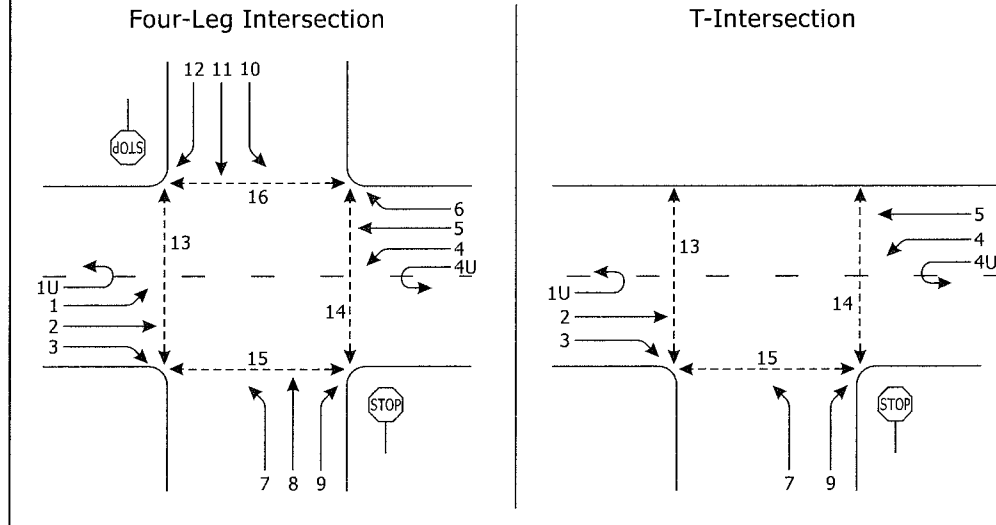 Four-Leg Intersection
12 11 10
STOP
16
6
5
13
4
4U
1U
1
14
2
3
15
STOP
7 8 9
T-Intersection
5
13
4
4U
1U
14
2
3
15
STOP
7 9